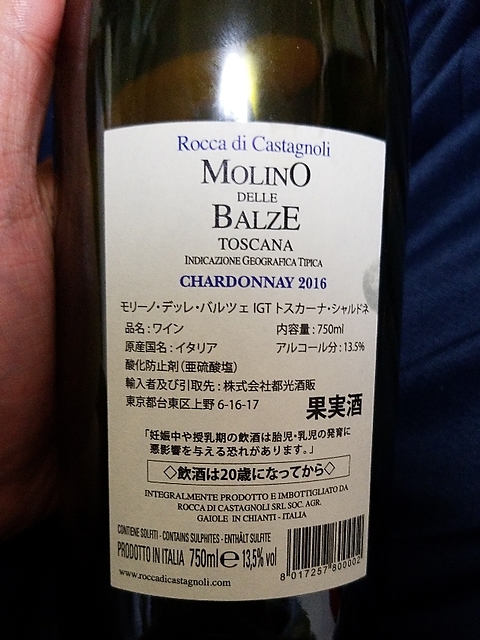 Rocca di Castagnoli
MOLINO
DELLE
BALZE
TOSCANA
INDICAZIONE GEOGRAFICA TIPICA
CHARDONNAY 2016
モリーノ・デッレ・バルツェ IGT トスカーナ・シャルドネ
品名:ワイン 内容量:750ml
原産国名:イタリア アルコール分:13.5%
酸化防止剤(亜硫酸塩)
輸入者及び引取先:株式会社都光酒販
東京都台東区上野 6-16-17 果実酒
「妊娠中や授乳期の飲酒は胎児・乳児の発育に
悪影響を与える恐れがあります。」
◇飲酒は20歳になってから◇
INTEGRALMENTE PRODOTTO E IMBOTTIGLIATO DA
ROCCA DI CASTAGNOLI SRL SOC. AGR.
GAIOLE IN CHIANTI - ITALIA
CONTIENE SOLFITI - CONTAINS SULPHITES - ENTHÄLT SULFITE
PRODOTTO IN ITALIA 750ml e 13,5% vol
www.roccadicastagnoli.com
8 017257 800002